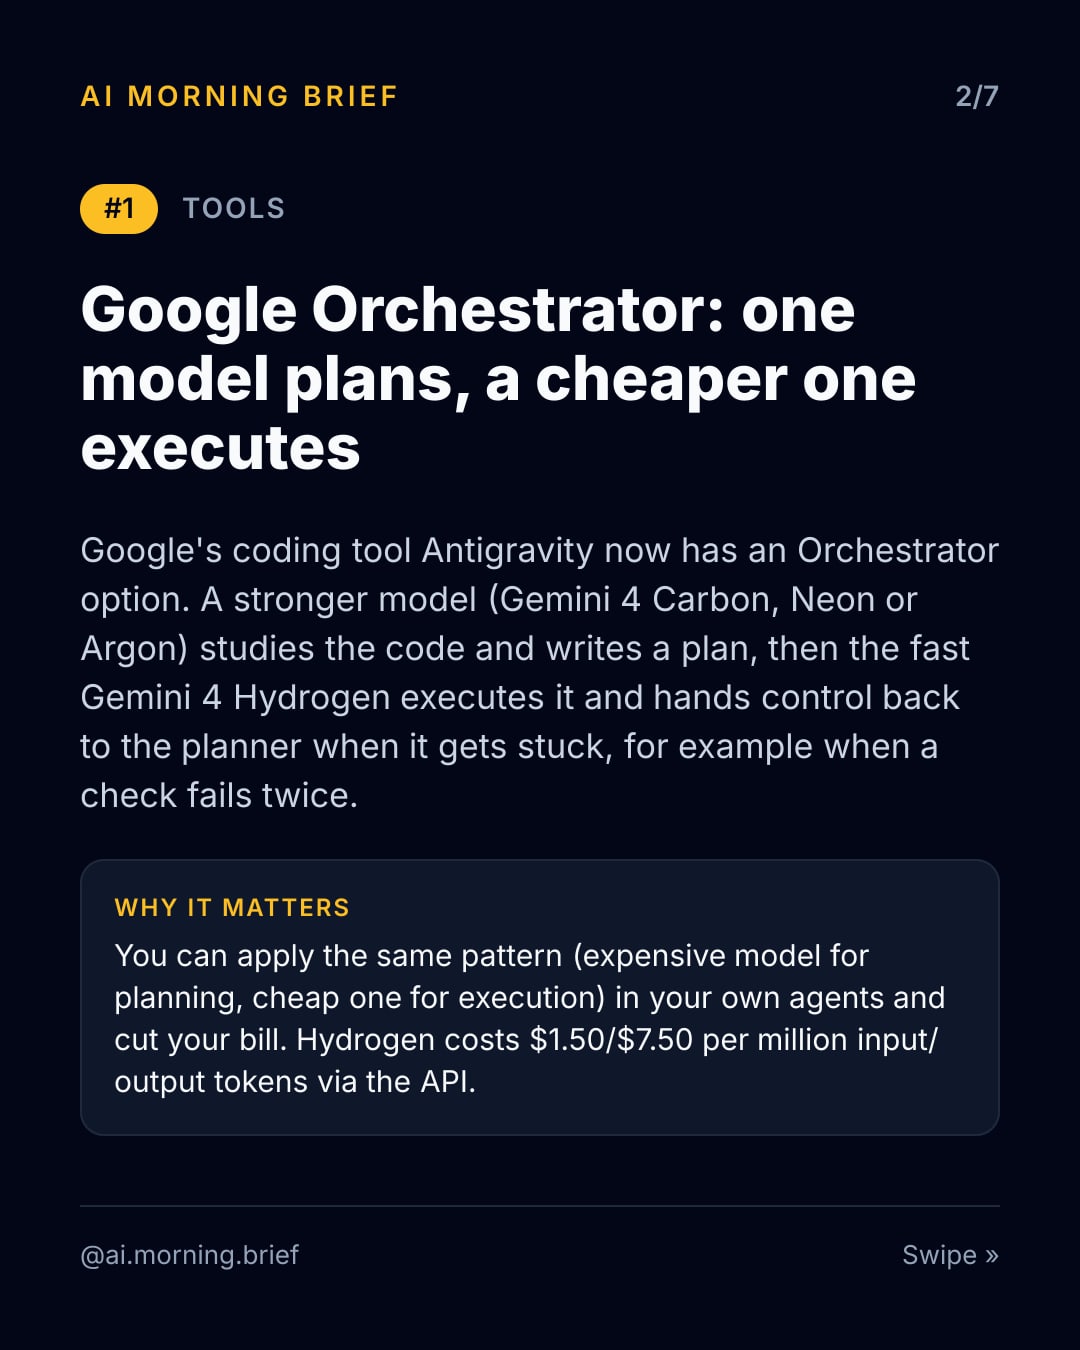 AI MORNING BRIEF
2/7
#1 TOOLS
Google Orchestrator: one
model plans, a cheaper one
executes
Google's coding tool Antigravity now has an Orchestrator
option. A stronger model (Gemini 4 Carbon, Neon or
Argon) studies the code and writes a plan, then the fast
Gemini 4 Hydrogen executes it and hands control back
to the planner when it gets stuck, for example when a
check fails twice.
WHY IT MATTERS
You can apply the same pattern (expensive model for
planning, cheap one for execution) in your own agents and
cut your bill. Hydrogen costs $1.50/$7.50 per million input/
output tokens via the API.
@ai.morning.brief
Swipe »